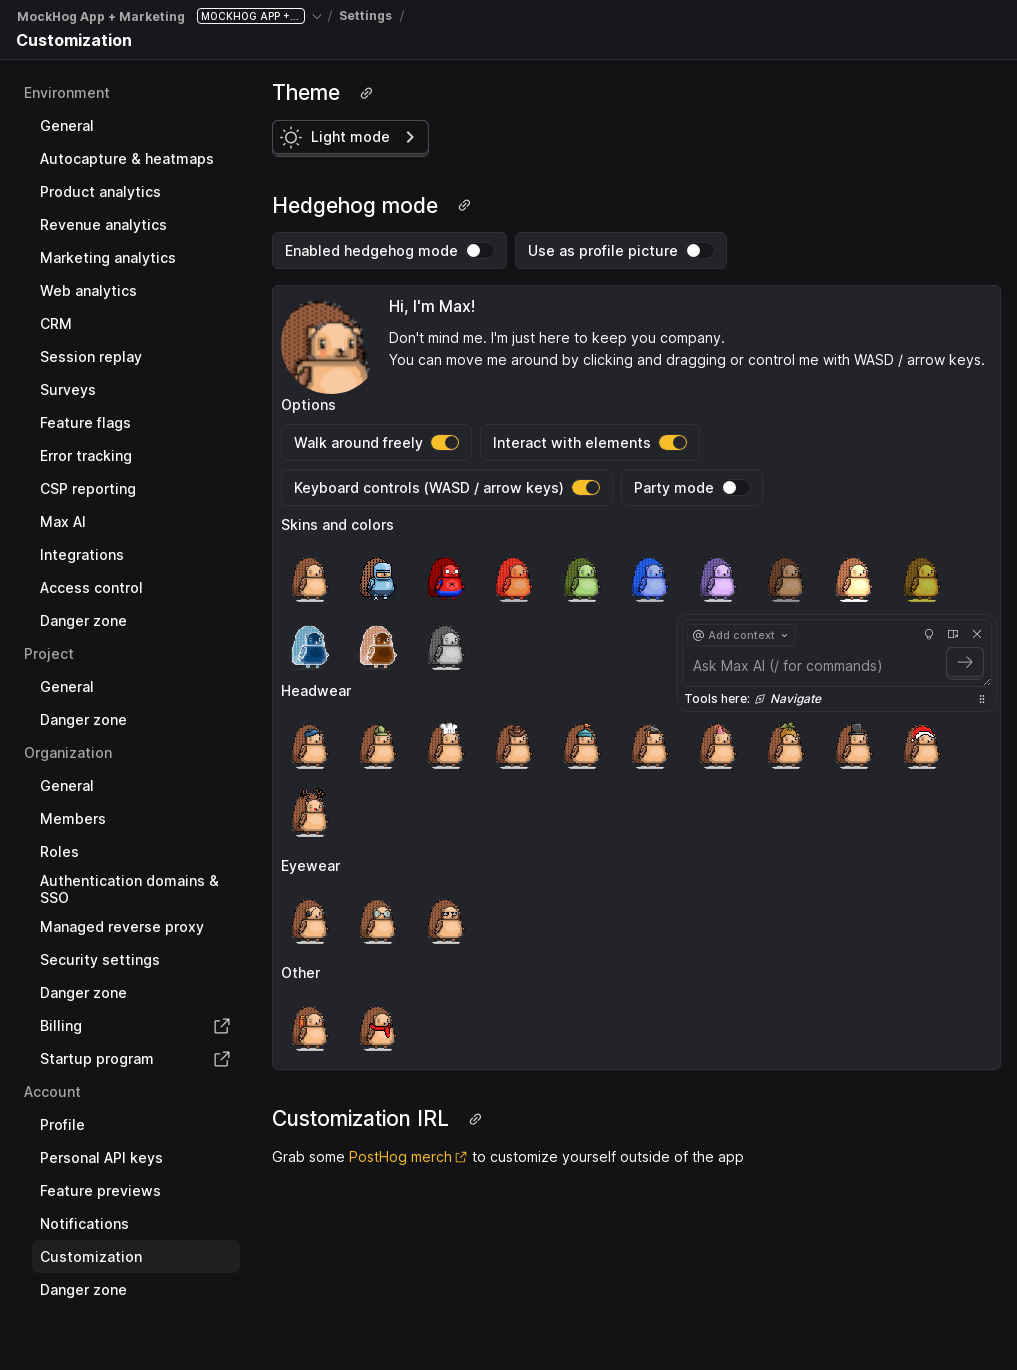 MockHog App + Marketing MOCKHOG APP +... / Settings /
Customization
Environment
General
Autocapture & heatmaps
Product analytics
Revenue analytics
Marketing analytics
Web analytics
CRM
Session replay
Surveys
Feature flags
Error tracking
CSP reporting
Max AI
Integrations
Access control
Danger zone
Project
General
Danger zone
Organization
General
Members
Roles
Authentication domains &
SSO
Managed reverse proxy
Security settings
Danger zone
Billing
Startup program
Account
Profile
Personal API keys
Feature previews
Notifications
Customization
Danger zone
Theme
Light mode
Hedgehog mode
Enabled hedgehog mode
Use as profile picture
Hi, I'm Max!
Don't mind me. I'm just here to keep you company.
You can move me around by clicking and dragging or control me with WASD / arrow keys.
Options
Walk around freely
Interact with elements
Keyboard controls (WASD / arrow keys)
Party mode
Skins and colors
Headwear
Eyewear
Other
@ Add context
Ask Max AI (/ for commands)
Tools here: Navigate
Customization IRL
Grab some PostHog merch to customize yourself outside of the app